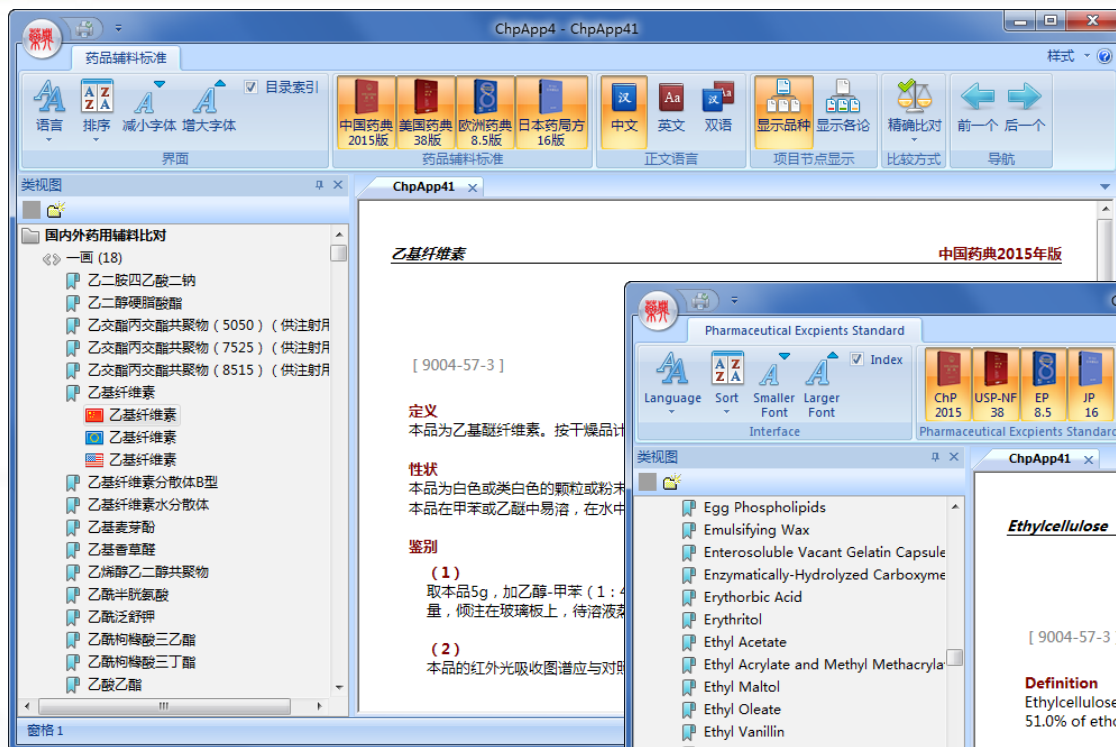 ChpApp4 - ChpApp41
藥典
药品辅料标准
样式
语言
排序
减小字体
增大字体
目录索引
界面
中国药典
2015版
美国药典
38版
欧洲药典
8.5版
日本药局方
16版
药品辅料标准
中文
英文
双语
正文语言
显示品种
显示各论
项目节点显示
精确比对
比较方式
前一个
后一个
导航
类视图
ChpApp41
国内外药用辅料比对
一画 (18)
乙二胺四乙酸二钠
乙二醇硬脂酸酯
乙交酯丙交酯共聚物（5050）（供注射用
乙交酯丙交酯共聚物（7525）（供注射用
乙交酯丙交酯共聚物（8515）（供注射用
乙基纤维素
乙基纤维素
乙基纤维素
乙基纤维素
乙基纤维素分散体B型
乙基纤维素水分散体
乙基麦芽酚
乙基香草醛
乙烯醇乙二醇共聚物
乙酰半胱氨酸
乙酰泛舒钾
乙酰枸橼酸三乙酯
乙酰枸橼酸三丁酯
乙酸乙酯
窗格 1
乙基纤维素
中国药典2015年版
[ 9004-57-3 ]
定义
本品为乙基醚纤维素。按干燥品计
性状
本品为白色或类白色的颗粒或粉末
本品在甲苯或乙醚中易溶，在水中
鉴别
（1）
取本品5g，加乙醇-甲苯（1：4
量，倾注在玻璃板上，待溶液蒸
（2）
本品的红外光吸收图谱应与对照
藥典
Pharmaceutical Excpients Standard
Language
Sort
Smaller
Font
Larger
Font
Index
Interface
ChP
2015
USP-NF
38
EP
8.5
JP
16
Pharmaceutical Excpients Standard
类视图
ChpApp41
Egg Phospholipids
Emulsifying Wax
Enterosoluble Vacant Gelatin Capsule
Enzymatically-Hydrolyzed Carboxyme
Erythorbic Acid
Erythritol
Ethyl Acetate
Ethyl Acrylate and Methyl Methacryla
Ethyl Maltol
Ethyl Oleate
Ethyl Vanillin
Ethylcellulose
[ 9004-57-3 ]
Definition
Ethylcellulose
51.0% of etho